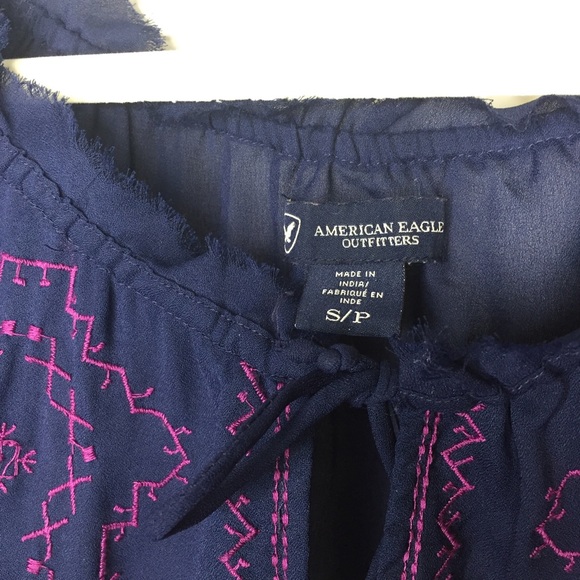 AMERICAN EAGLE
OUTFITTERS
MADE IN
INDIA/
FABRIQUÉ EN
INDE
S/P